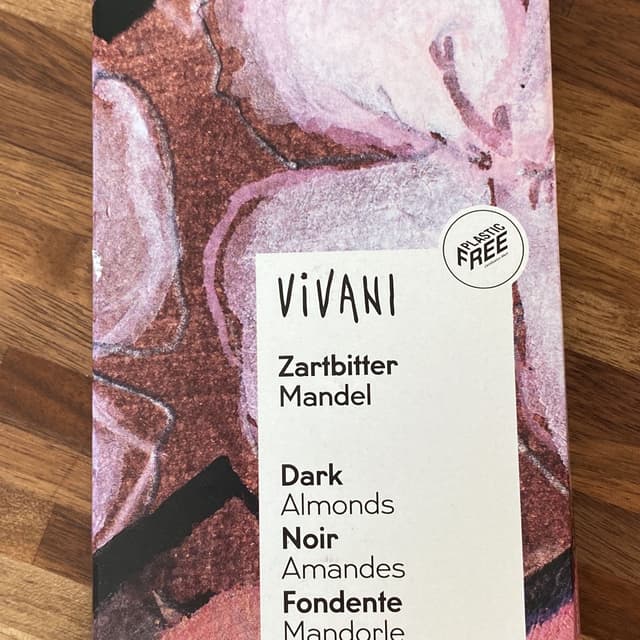 PLASTIC
FREE
ViVANI
Zartbitter
Mandel
Dark
Almonds
Noir
Amandes
Fondente
Mandorle